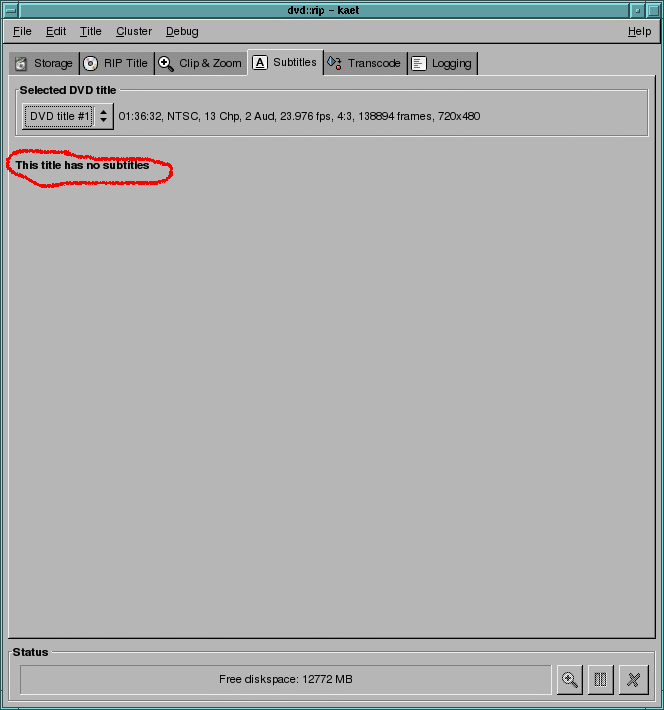 dvd::rip - kaet
File Edit Title Cluster Debug Help
Storage RIP Title Clip & Zoom Subtitles Transcode Logging
Selected DVD title
DVD title #1 01:36:32, NTSC, 13 Chp, 2 Aud, 23.976 fps, 4:3, 138894 frames, 720x480
This title has no subtitles
Status
Free diskspace: 12772 MB